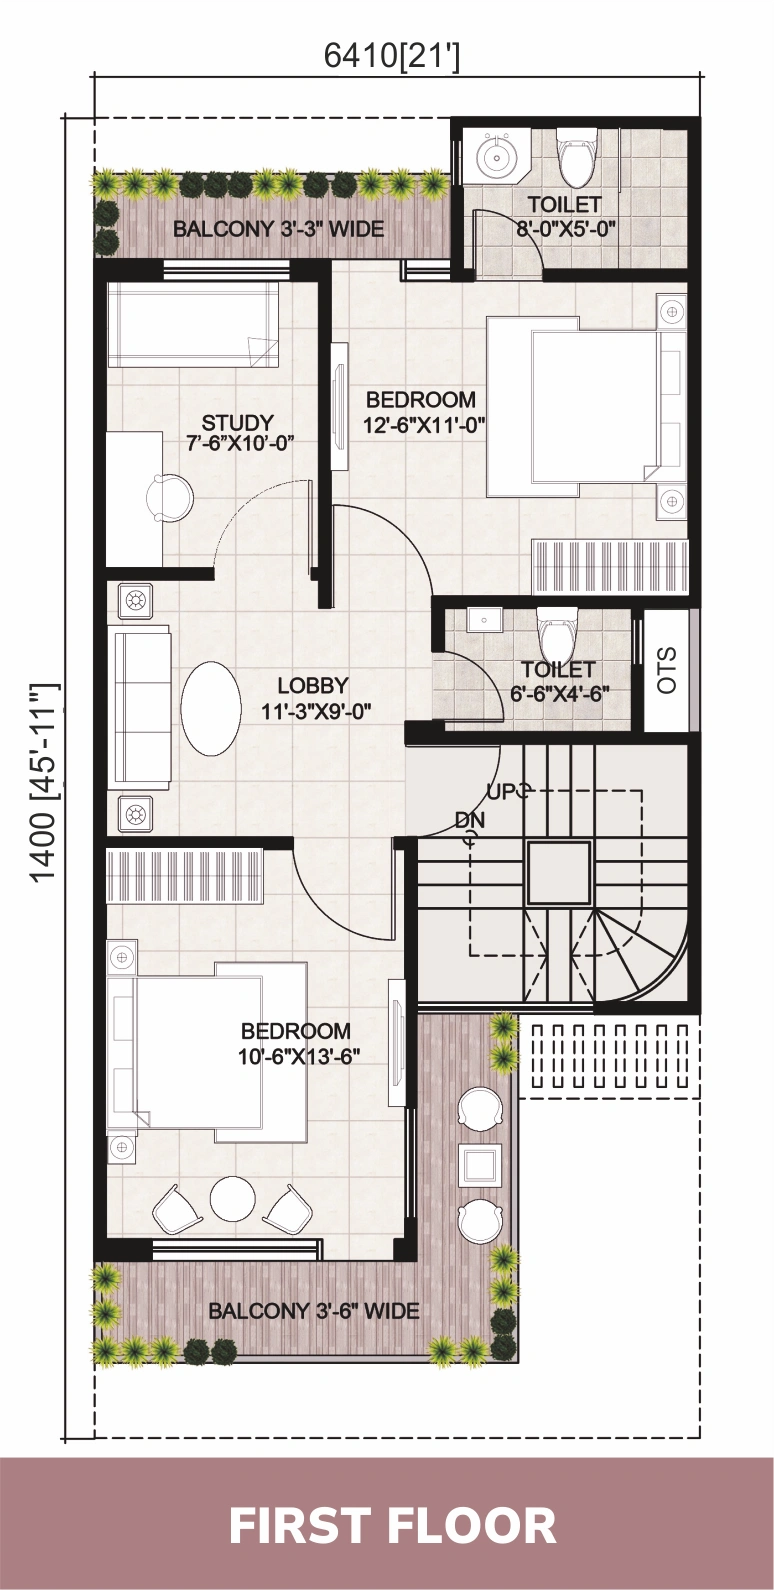 6410[21']
TOILET
8'-0"X5'-0"
BALCONY 3'-3" WIDE
BEDROOM
12'-6"X11'-0"
STUDY
7'-6"X10'-0"
TOILET
6'-6"X4'-6"
OTS
LOBBY
11'-3"X9'-0"
1400 [45'-11"]
UP
DN
BEDROOM
10'-6"X13'-6"
BALCONY 3'-6" WIDE
FIRST FLOOR